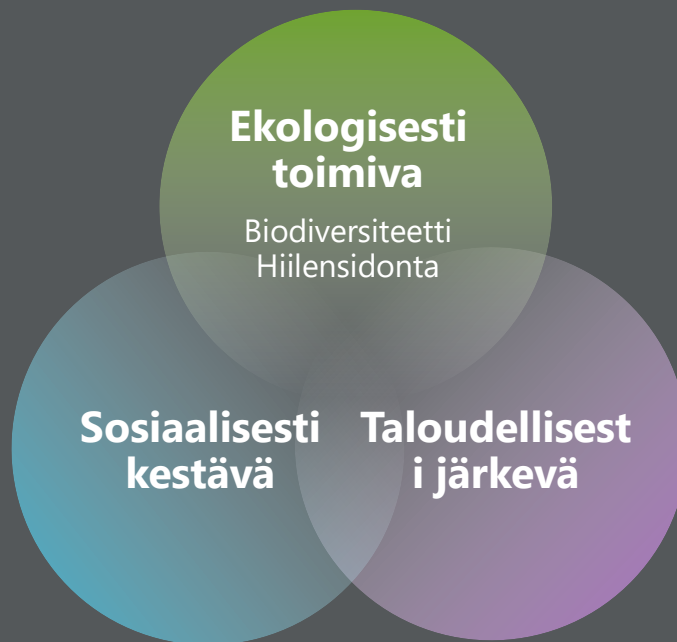 Ekologisesti
toimiva
Biodiversiteetti
Hiilensidonta
Sosiaalisesti
kestävä
Taloudellisest
i järkevä